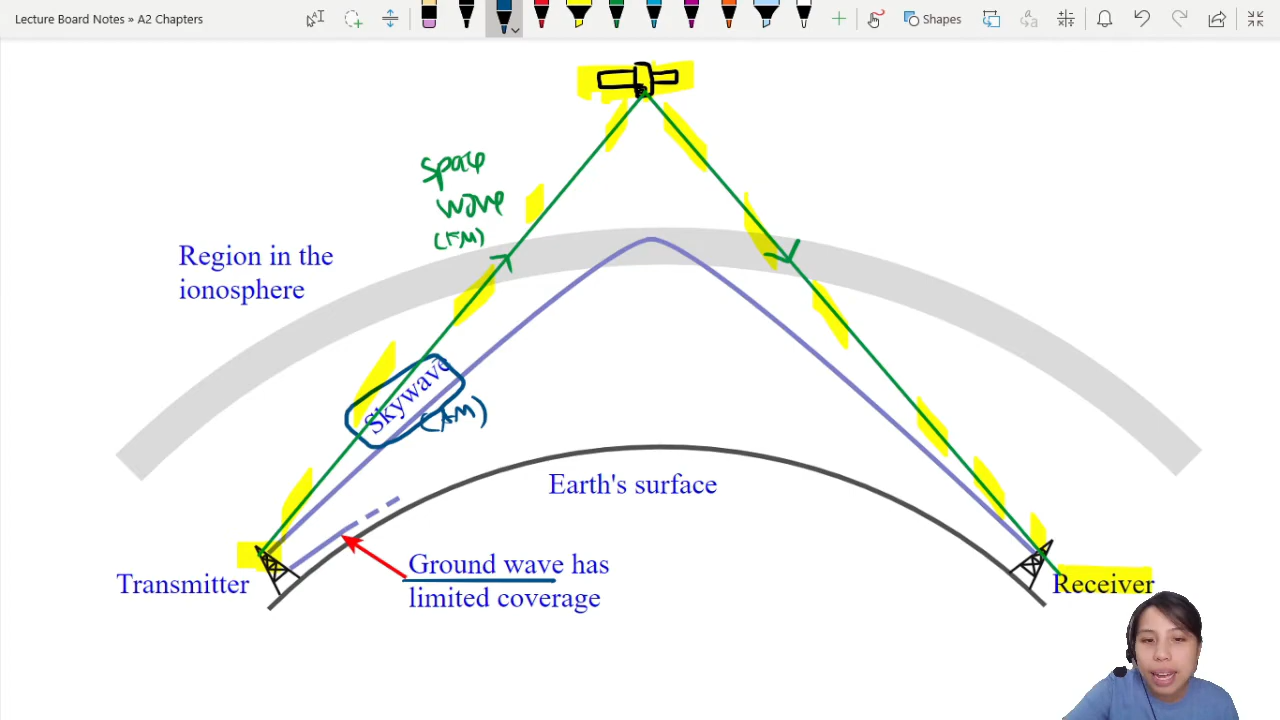 Lecture Board Notes » A2 Chapters
Shapes
space
wave
(FM)
Region in the
ionosphere
Skywave
(AM)
Earth's surface
Ground wave has
limited coverage
Transmitter
Receiver